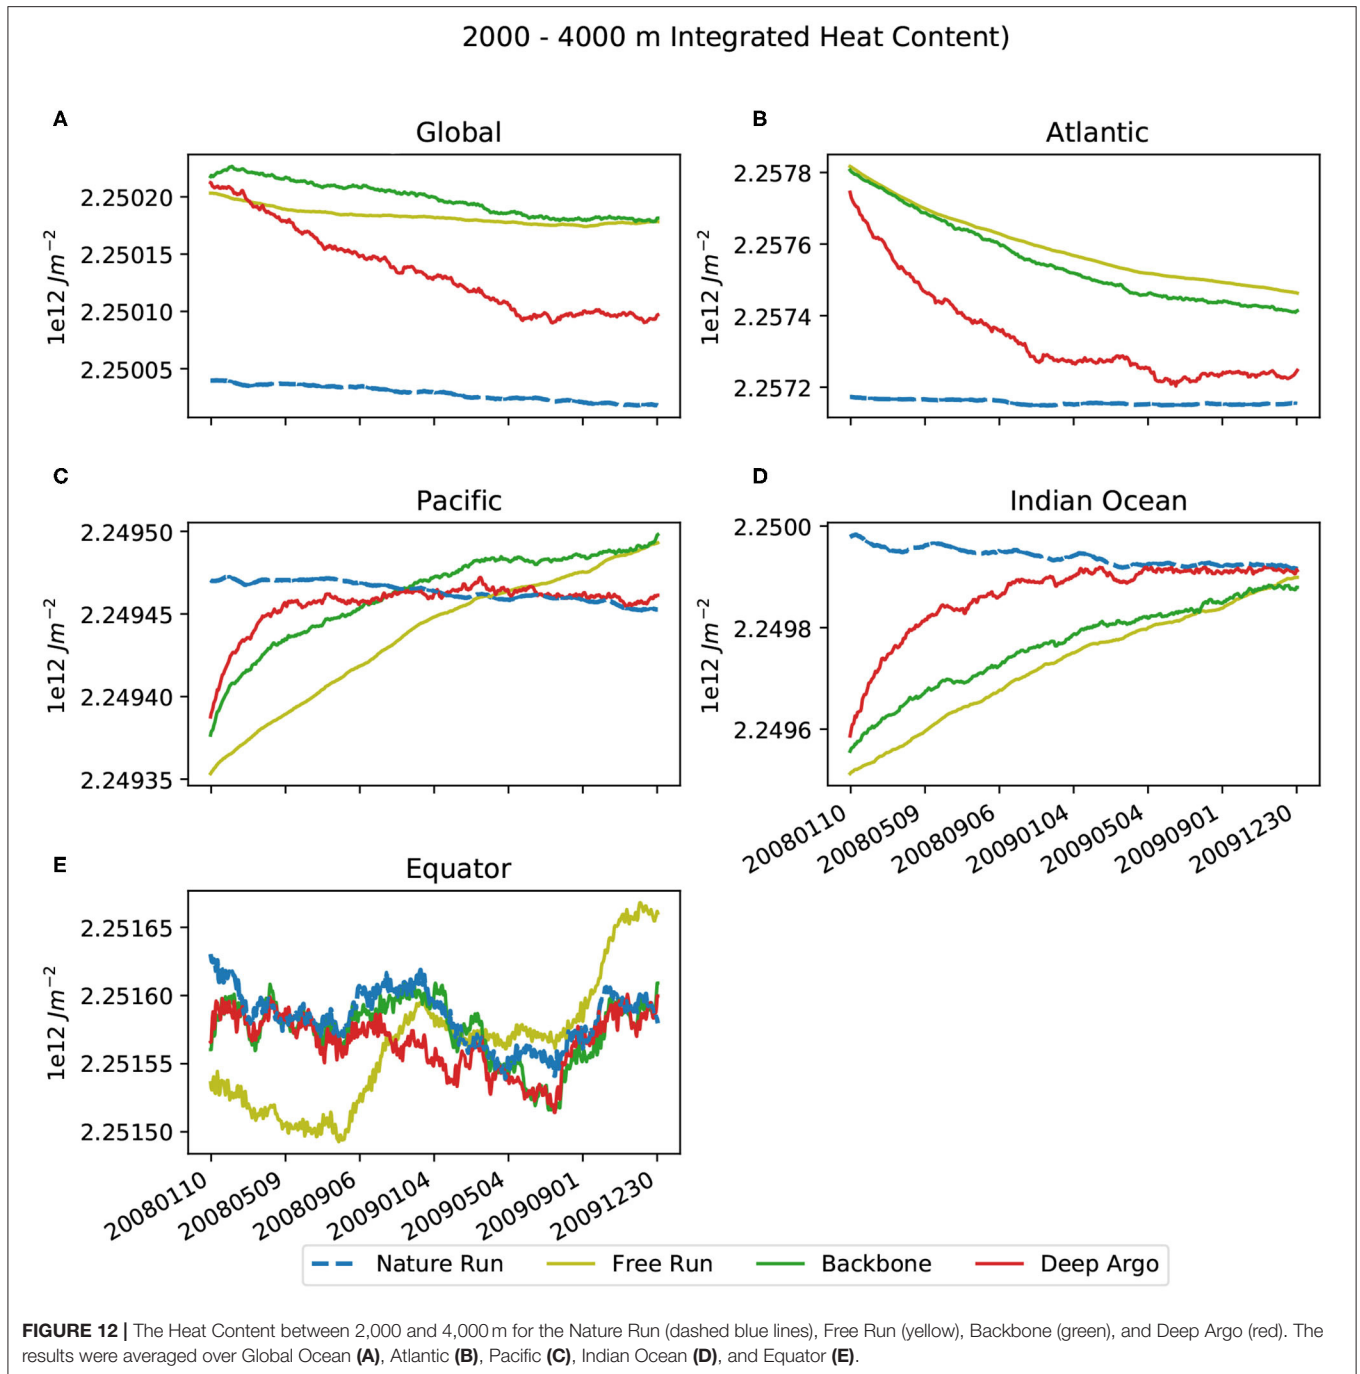 2000 - 4000 m Integrated Heat Content)
A
Global
1e12 Jm⁻²
2.25020
2.25015
2.25010
2.25005
B
Atlantic
1e12 Jm⁻²
2.2578
2.2576
2.2574
2.2572
C
Pacific
1e12 Jm⁻²
2.24950
2.24945
2.24940
2.24935
D
Indian Ocean
1e12 Jm⁻²
2.2500
2.2498
2.2496
20080110 20080509 20080906 20090104 20090504 20090901 20091230
E
Equator
1e12 Jm⁻²
2.25165
2.25160
2.25155
2.25150
20080110 20080509 20080906 20090104 20090504 20090901 20091230
Nature Run Free Run Backbone Deep Argo
FIGURE 12 | The Heat Content between 2,000 and 4,000 m for the Nature Run (dashed blue lines), Free Run (yellow), Backbone (green), and Deep Argo (red). The
results were averaged over Global Ocean (A), Atlantic (B), Pacific (C), Indian Ocean (D), and Equator (E).